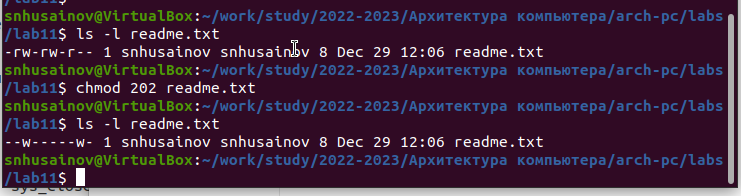 snhusainov@VirtualBox:~/work/study/2022-2023/Архитектура компьютера/arch-pc/labs
/lab11$ ls -l readme.txt
-rw-rw-r-- 1 snhusainov snhusainov 8 Dec 29 12:06 readme.txt
snhusainov@VirtualBox:~/work/study/2022-2023/Архитектура компьютера/arch-pc/labs
/lab11$ chmod 202 readme.txt
snhusainov@VirtualBox:~/work/study/2022-2023/Архитектура компьютера/arch-pc/labs
/lab11$ ls -l readme.txt
--w-----w- 1 snhusainov snhusainov 8 Dec 29 12:06 readme.txt
snhusainov@VirtualBox:~/work/study/2022-2023/Архитектура компьютера/arch-pc/labs
/lab11$